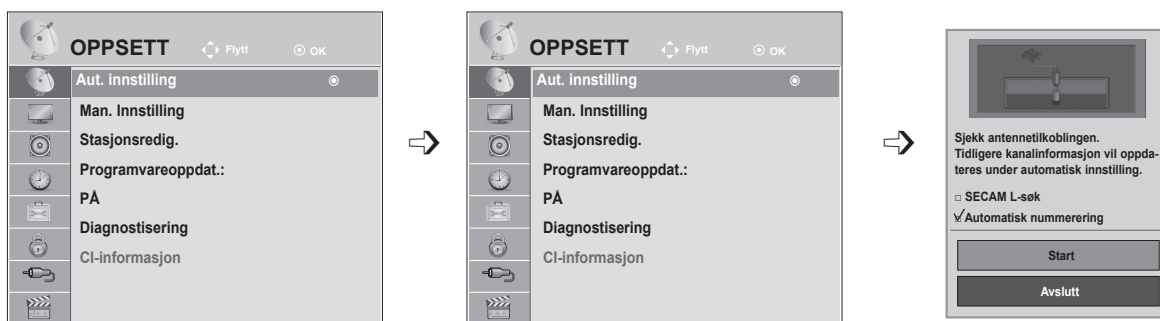 OPPSETT Flytt OK
Aut. innstilling
Man. Innstilling
Stasjonsredig.
Programvareoppdat.:
PÅ
Diagnostisering
CI-informasjon
OPPSETT Flytt OK
Aut. innstilling
Man. Innstilling
Stasjonsredig.
Programvareoppdat.:
PÅ
Diagnostisering
CI-informasjon
Sjekk antennetilkoblingen.
Tidligere kanalinformasjon vil oppda-
teres under automatisk innstilling.
SECAM L-søk
Automatisk nummerering
Start
Avslutt